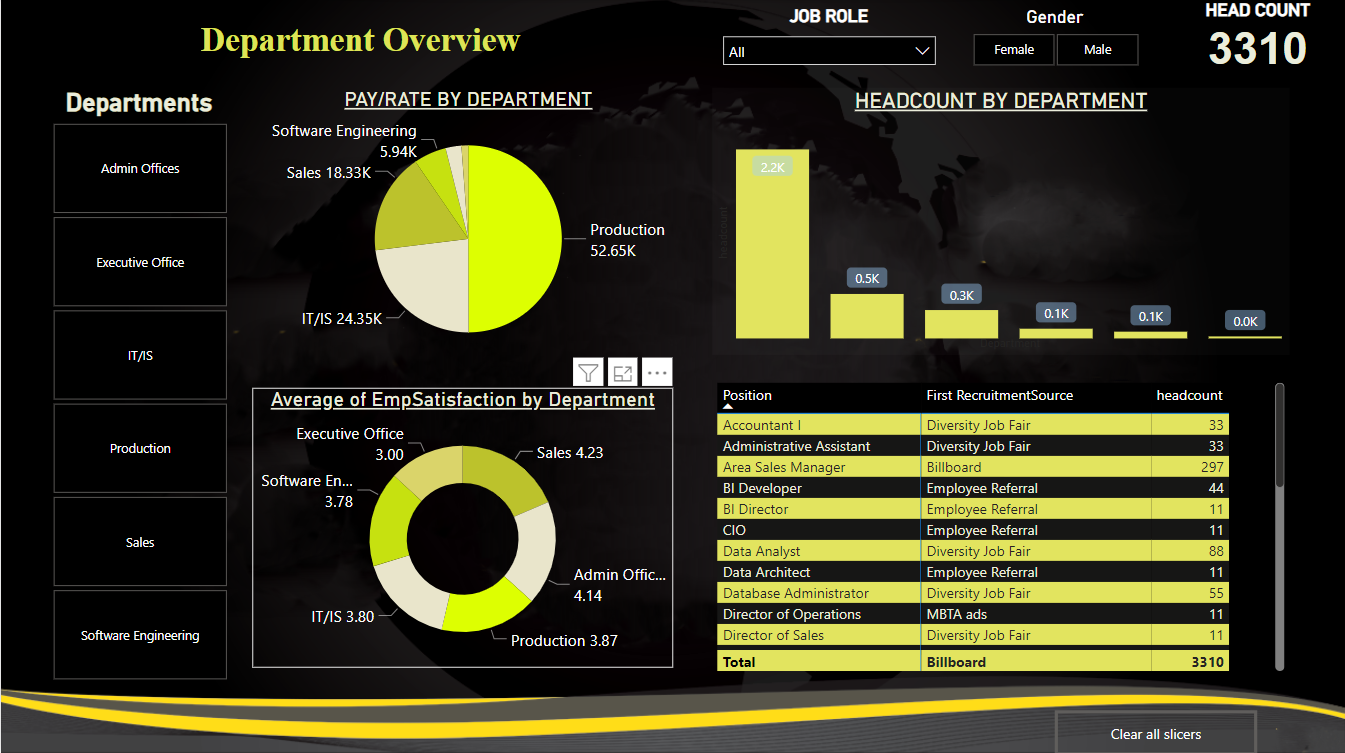 Department Overview
JOB ROLE
All
Gender
Female
Male
HEAD COUNT
3310
Departments
Admin Offices
Executive Office
IT/IS
Production
Sales
Software Engineering
PAY/RATE BY DEPARTMENT
Software Engineering
5.94K
Sales 18.33K
Production
52.65K
IT/IS 24.35K
HEADCOUNT BY DEPARTMENT
headcount
2.2K
0.5K
0.3K
0.1K
0.1K
0.0K
Average of EmpSatisfaction by Department
Executive Office
3.00
Sales 4.23
Software En...
3.78
Admin Offic...
4.14
IT/IS 3.80
Production 3.87
Position First RecruitmentSource headcount
Accountant I Diversity Job Fair 33
Administrative Assistant Diversity Job Fair 33
Area Sales Manager Billboard 297
BI Developer Employee Referral 44
BI Director Employee Referral 11
CIO Employee Referral 11
Data Analyst Diversity Job Fair 88
Data Architect Employee Referral 11
Database Administrator Diversity Job Fair 55
Director of Operations MBTA ads 11
Director of Sales Diversity Job Fair 11
Total Billboard 3310
Clear all slicers